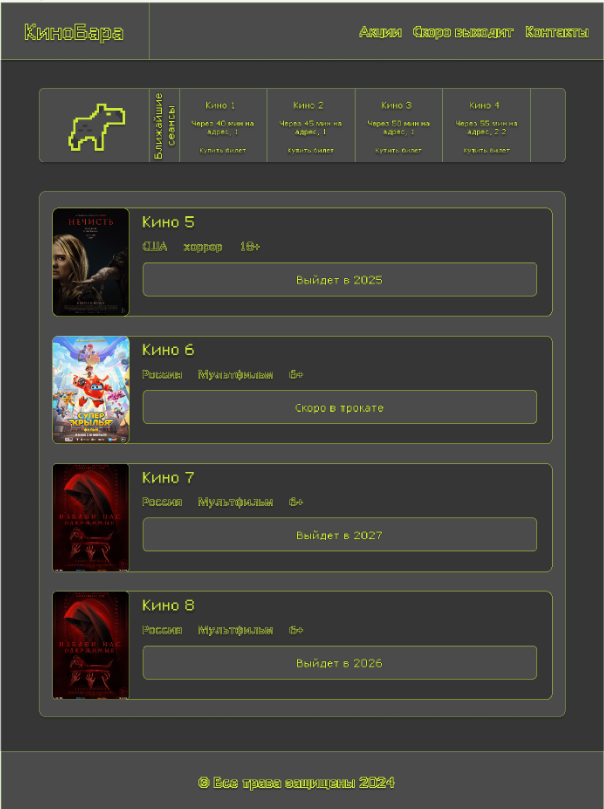 КиноБара
Акции Скоро выходит Контакты
Ближайшие
сеансы
Кино 1
Через 40 мин на
адрес, 1
Купить билет
Кино 2
Через 45 мин на
адрес, 1
Купить билет
Кино 3
Через 50 мин на
адрес, 1
Купить билет
Кино 4
Через 55 мин на
адрес, 2.2
Купить билет
НЕЧИСТЬ
Кино 5
США хоррор 18+
Выйдет в 2025
СУПЕР
КРЫЛЬЯ
Кино 6
Россия Мультфильм 6+
Скоро в трокате
ИЗБАВИ НАС
Кино 7
Россия Мультфильм 6+
Выйдет в 2027
ИЗБАВИ НАС
Кино 8
Россия Мультфильм 6+
Выйдет в 2026
© Все трава защищены 2024